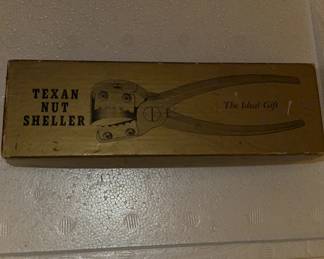 TEXAN
NUT
SHELLER
The Ideal Gift